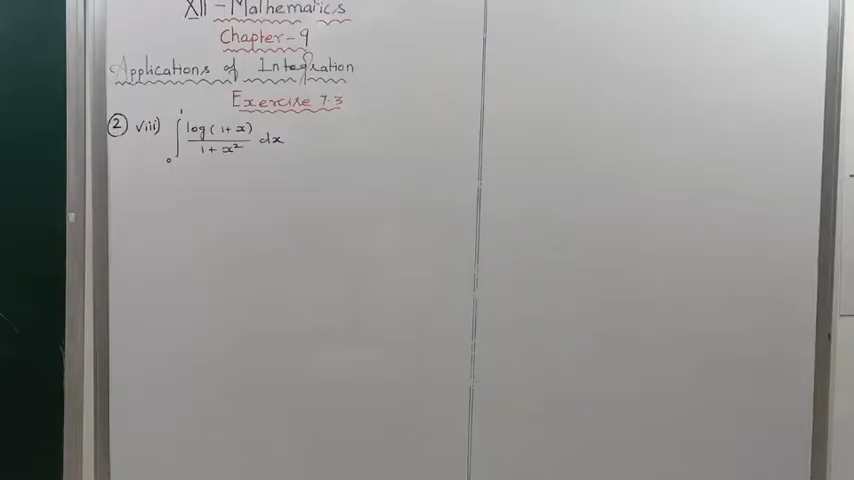 XII - Mathematics
Chapter - 9
Applications of Integration
Exercise 7.3
② viii) ∫₀¹ log(1+x) / 1+x² dx